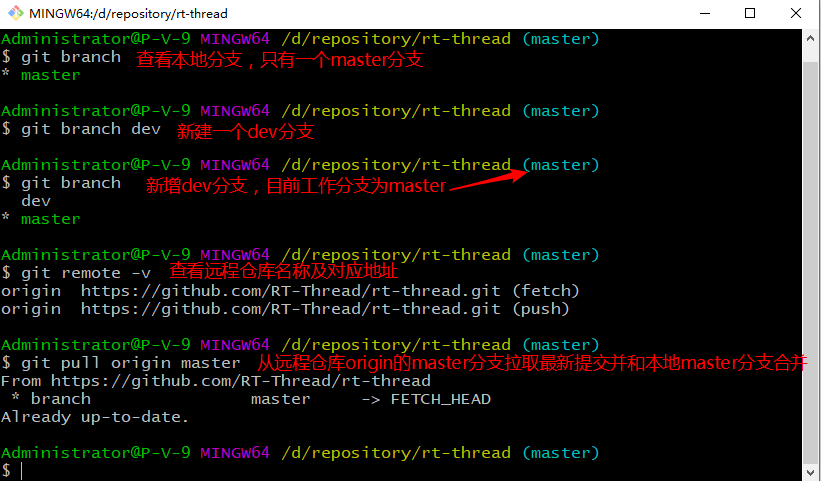 MINGW64:/d/repository/rt-thread
Administrator@P-V-9 MINGW64 /d/repository/rt-thread (master)
$ git branch 查看本地分支，只有一个master分支
* master
Administrator@P-V-9 MINGW64 /d/repository/rt-thread (master)
$ git branch dev 新建一个dev分支
Administrator@P-V-9 MINGW64 /d/repository/rt-thread (master)
$ git branch 新增dev分支，目前工作分支为master
dev
* master
Administrator@P-V-9 MINGW64 /d/repository/rt-thread (master)
$ git remote -v 查看远程仓库名称及对应地址
origin https://github.com/RT-Thread/rt-thread.git (fetch)
origin https://github.com/RT-Thread/rt-thread.git (push)
Administrator@P-V-9 MINGW64 /d/repository/rt-thread (master)
$ git pull origin master 从远程仓库origin的master分支拉取最新提交并和本地master分支合并
From https://github.com/RT-Thread/rt-thread
* branch master -> FETCH_HEAD
Already up-to-date.
Administrator@P-V-9 MINGW64 /d/repository/rt-thread (master)
$